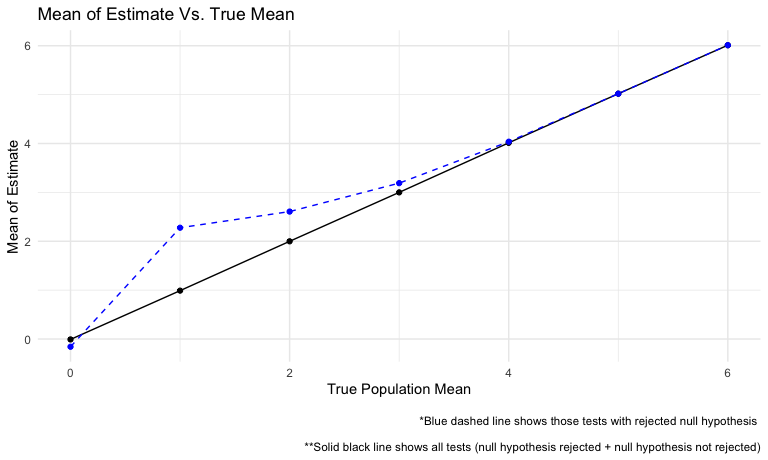 Mean of Estimate Vs. True Mean
Mean of Estimate
6
4
2
0
0 2 4 6
True Population Mean
*Blue dashed line shows those tests with rejected null hypothesis
**Solid black line shows all tests (null hypothesis rejected + null hypothesis not rejected)